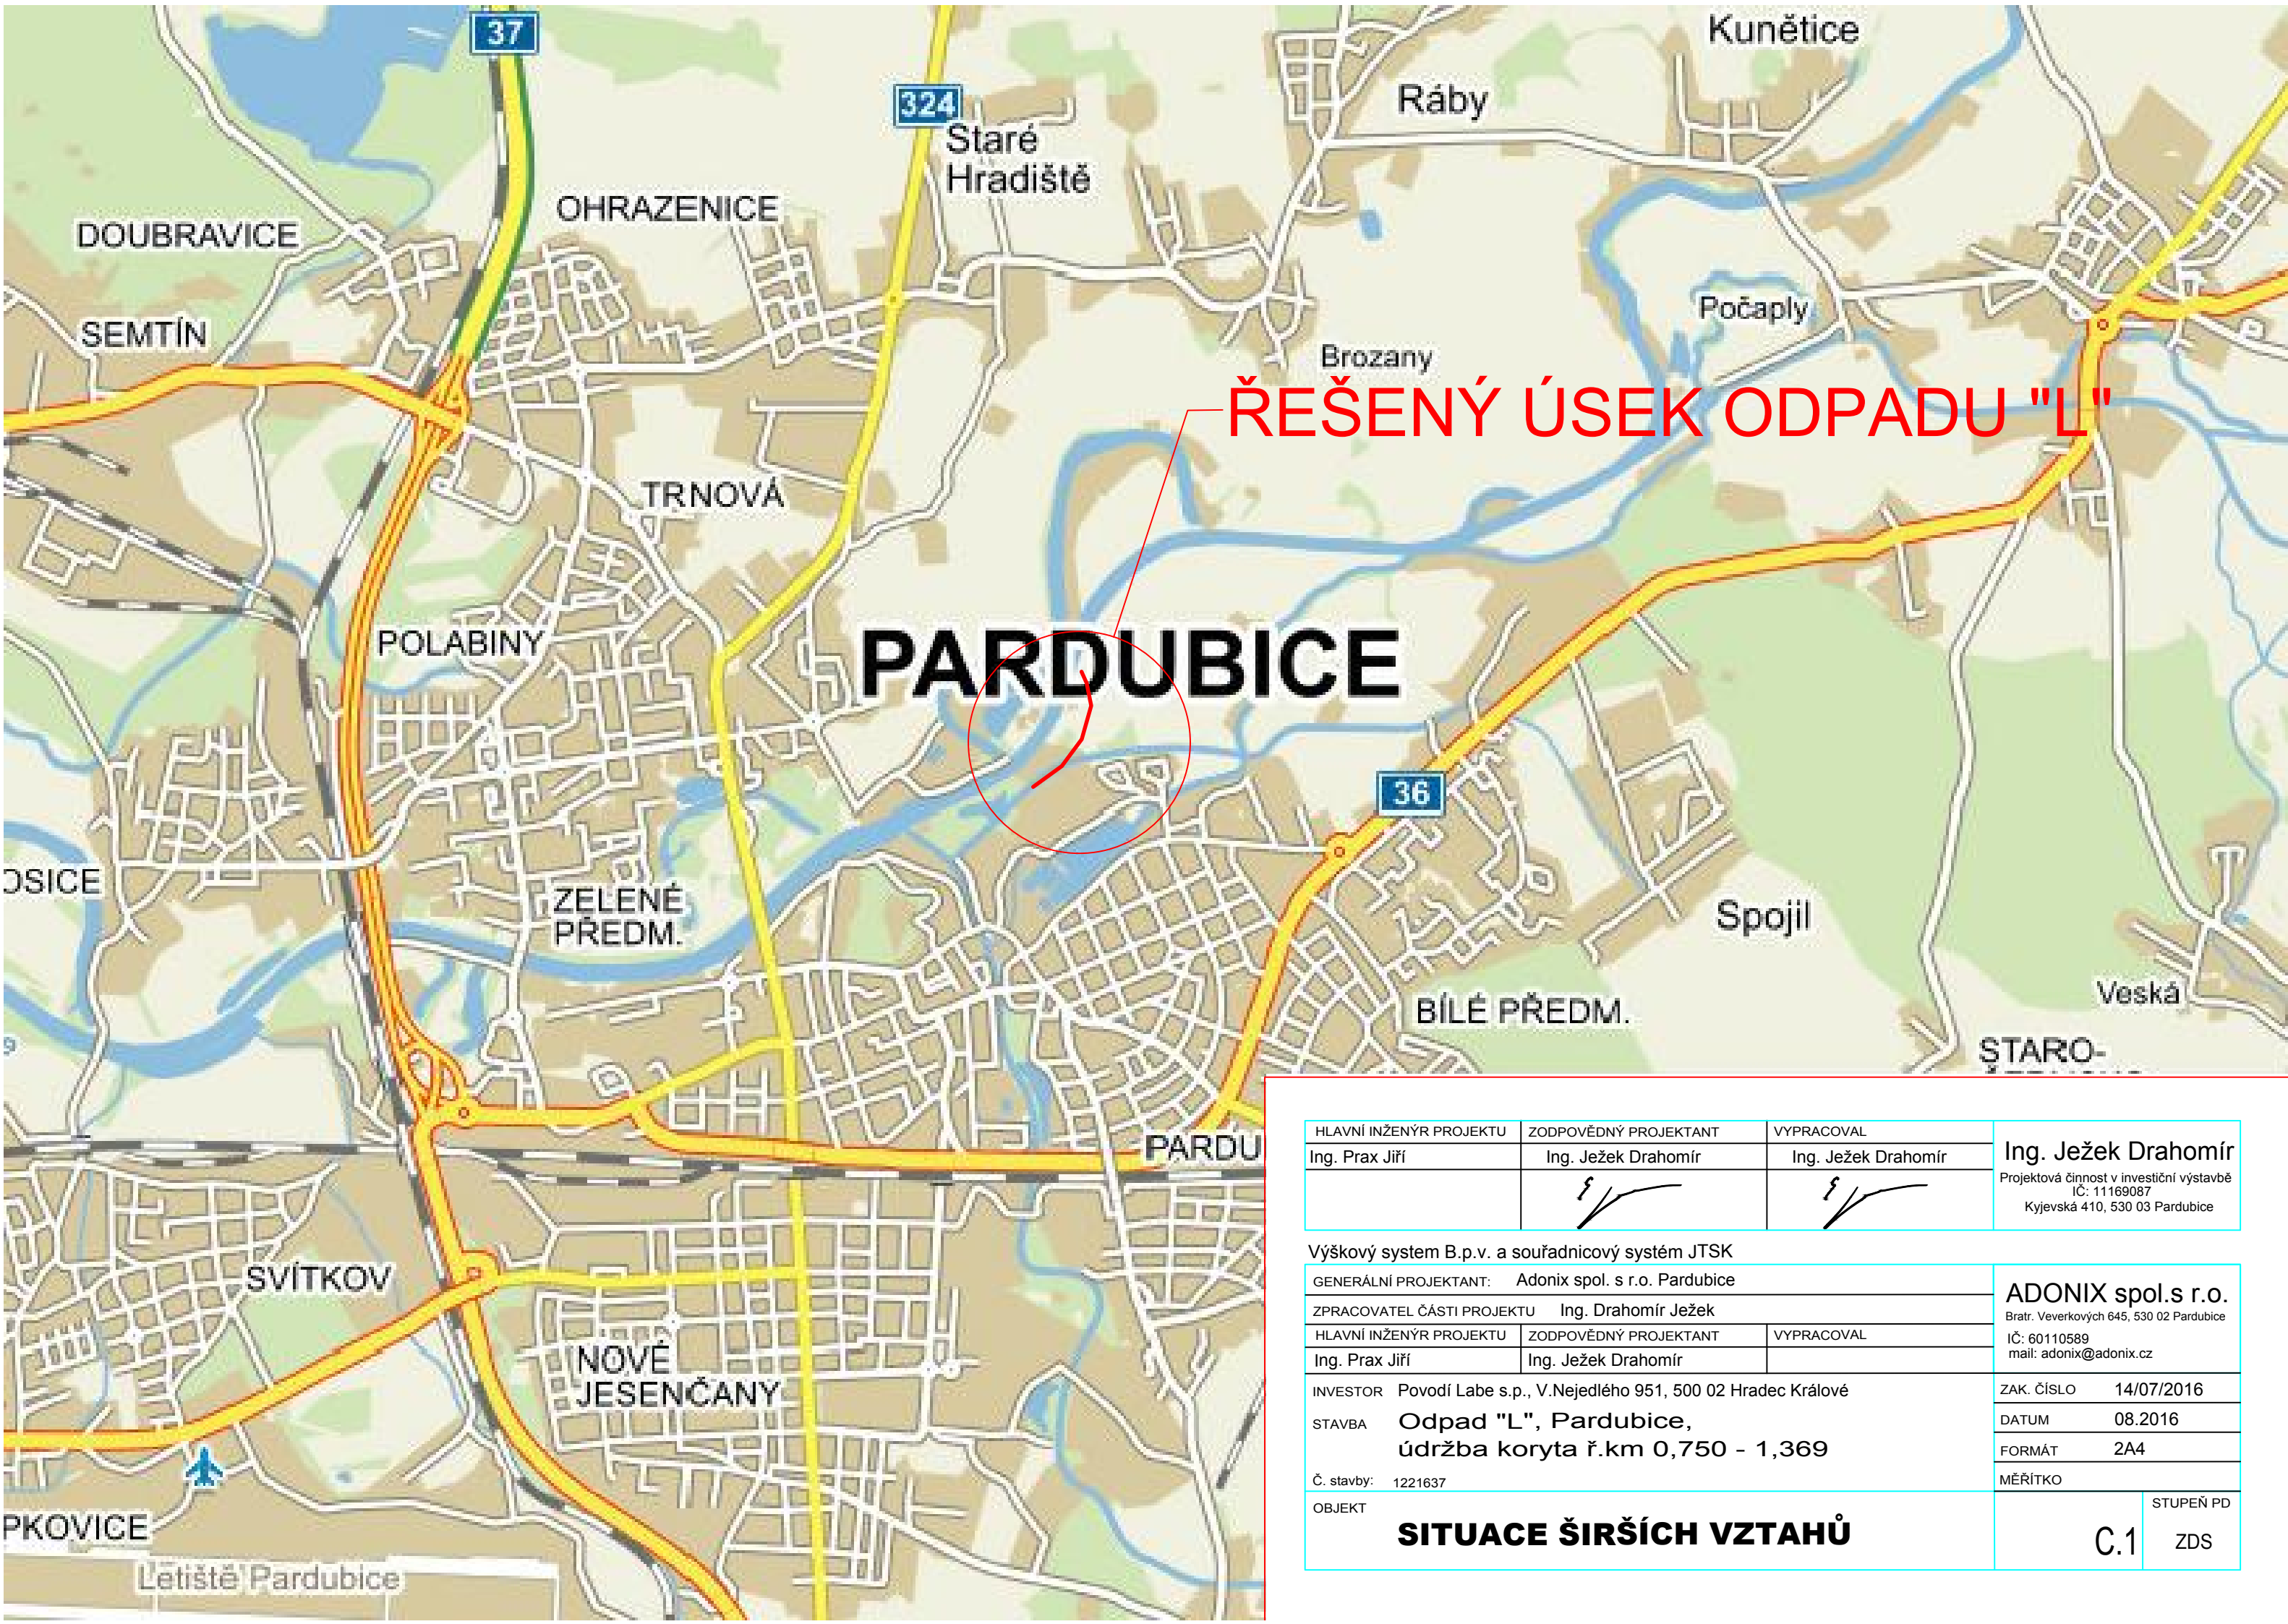 37
Kunětice
324
Ráby
Staré
Hradiště
OHRAZENICE
DOUBRAVICE
Počaply
SEMTÍN
Brozany
ŘEŠENÝ ÚSEK ODPADU "L"
TRNOVÁ
POLABINY
PARDUBICE
36
OSICE
ZELENÉ
PŘEDM.
Spojil
Veská
BÍLÉ PŘEDM.
STARO-
PARDU
SVÍTKOV
NOVÉ
JESENČANY
PKOVICE
Letiště Pardubice
HLAVNÍ INŽENÝR PROJEKTU ZODPOVĚDNÝ PROJEKTANT VYPRACOVAL
Ing. Prax Jiří Ing. Ježek Drahomír Ing. Ježek Drahomír
Ing. Ježek Drahomír
Projektová činnost v investiční výstavbě
IČ: 11169087
Kyjevská 410, 530 03 Pardubice
Výškový system B.p.v. a souřadnicový systém JTSK
GENERÁLNÍ PROJEKTANT: Adonix spol. s r.o. Pardubice
ZPRACOVATEL ČÁSTI PROJEKTU Ing. Drahomír Ježek
HLAVNÍ INŽENÝR PROJEKTU ZODPOVĚDNÝ PROJEKTANT VYPRACOVAL
Ing. Prax Jiří Ing. Ježek Drahomír
ADONIX spol.s r.o.
Bratr. Veverkových 645, 530 02 Pardubice
IČ: 60110589
mail: adonix@adonix.cz
INVESTOR Povodí Labe s.p., V.Nejedlého 951, 500 02 Hradec Králové
STAVBA Odpad "L", Pardubice,
údržba koryta ř.km 0,750 - 1,369
Č. stavby: 1221637
ZAK. ČÍSLO 14/07/2016
DATUM 08.2016
FORMÁT 2A4
MĚŘÍTKO
OBJEKT
SITUACE ŠIRŠÍCH VZTAHŮ
C.1
STUPEŇ PD
ZDS